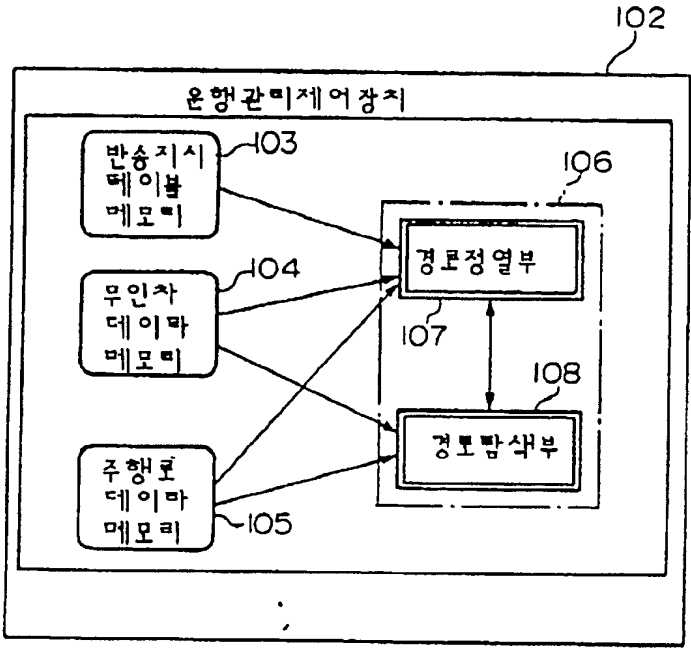 102
운행관리제어장치
반송지시
테이블
메모리
103
106
경로정열부
107
무인차
데이타
메모리
104
108
경로탐색부
주행로
데이타
메모리
105